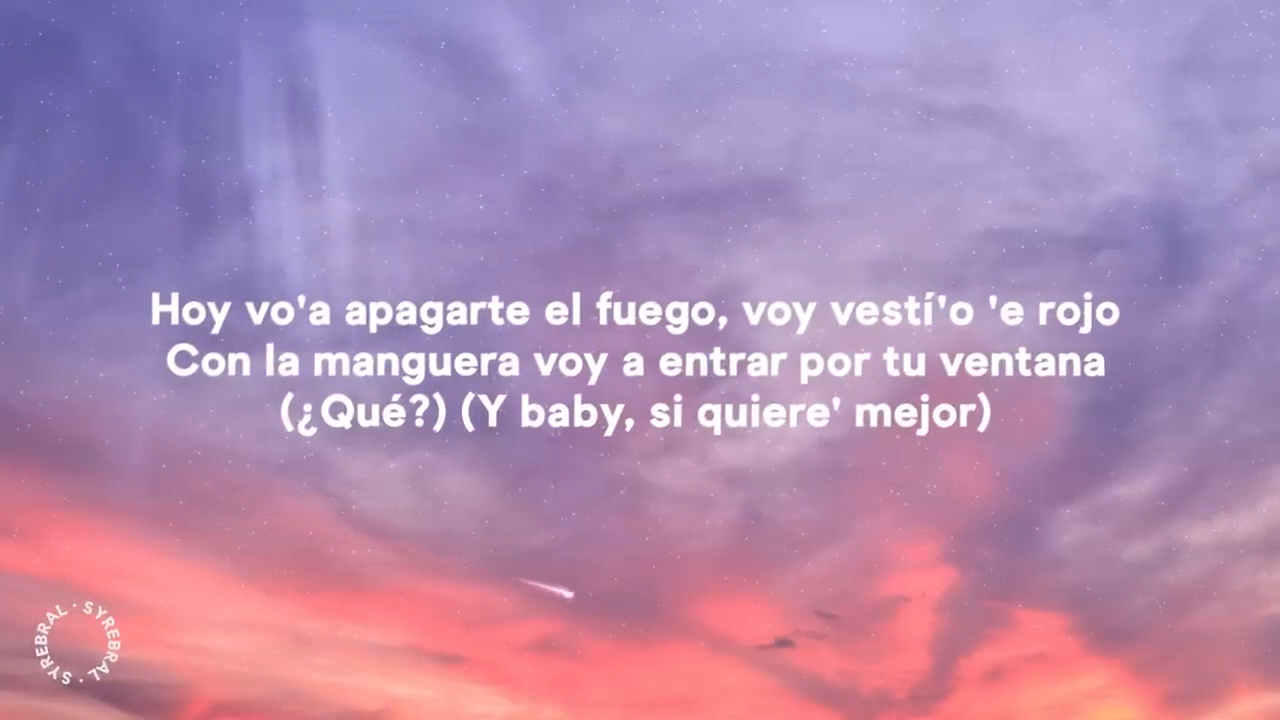 Hoy vo'a apagarte el fuego, voy vestí'o 'e rojo
Con la manguera voy a entrar por tu ventana
(¿Qué?) (Y baby, si quiere' mejor)
SYREBRAL · SYREBRAL ·